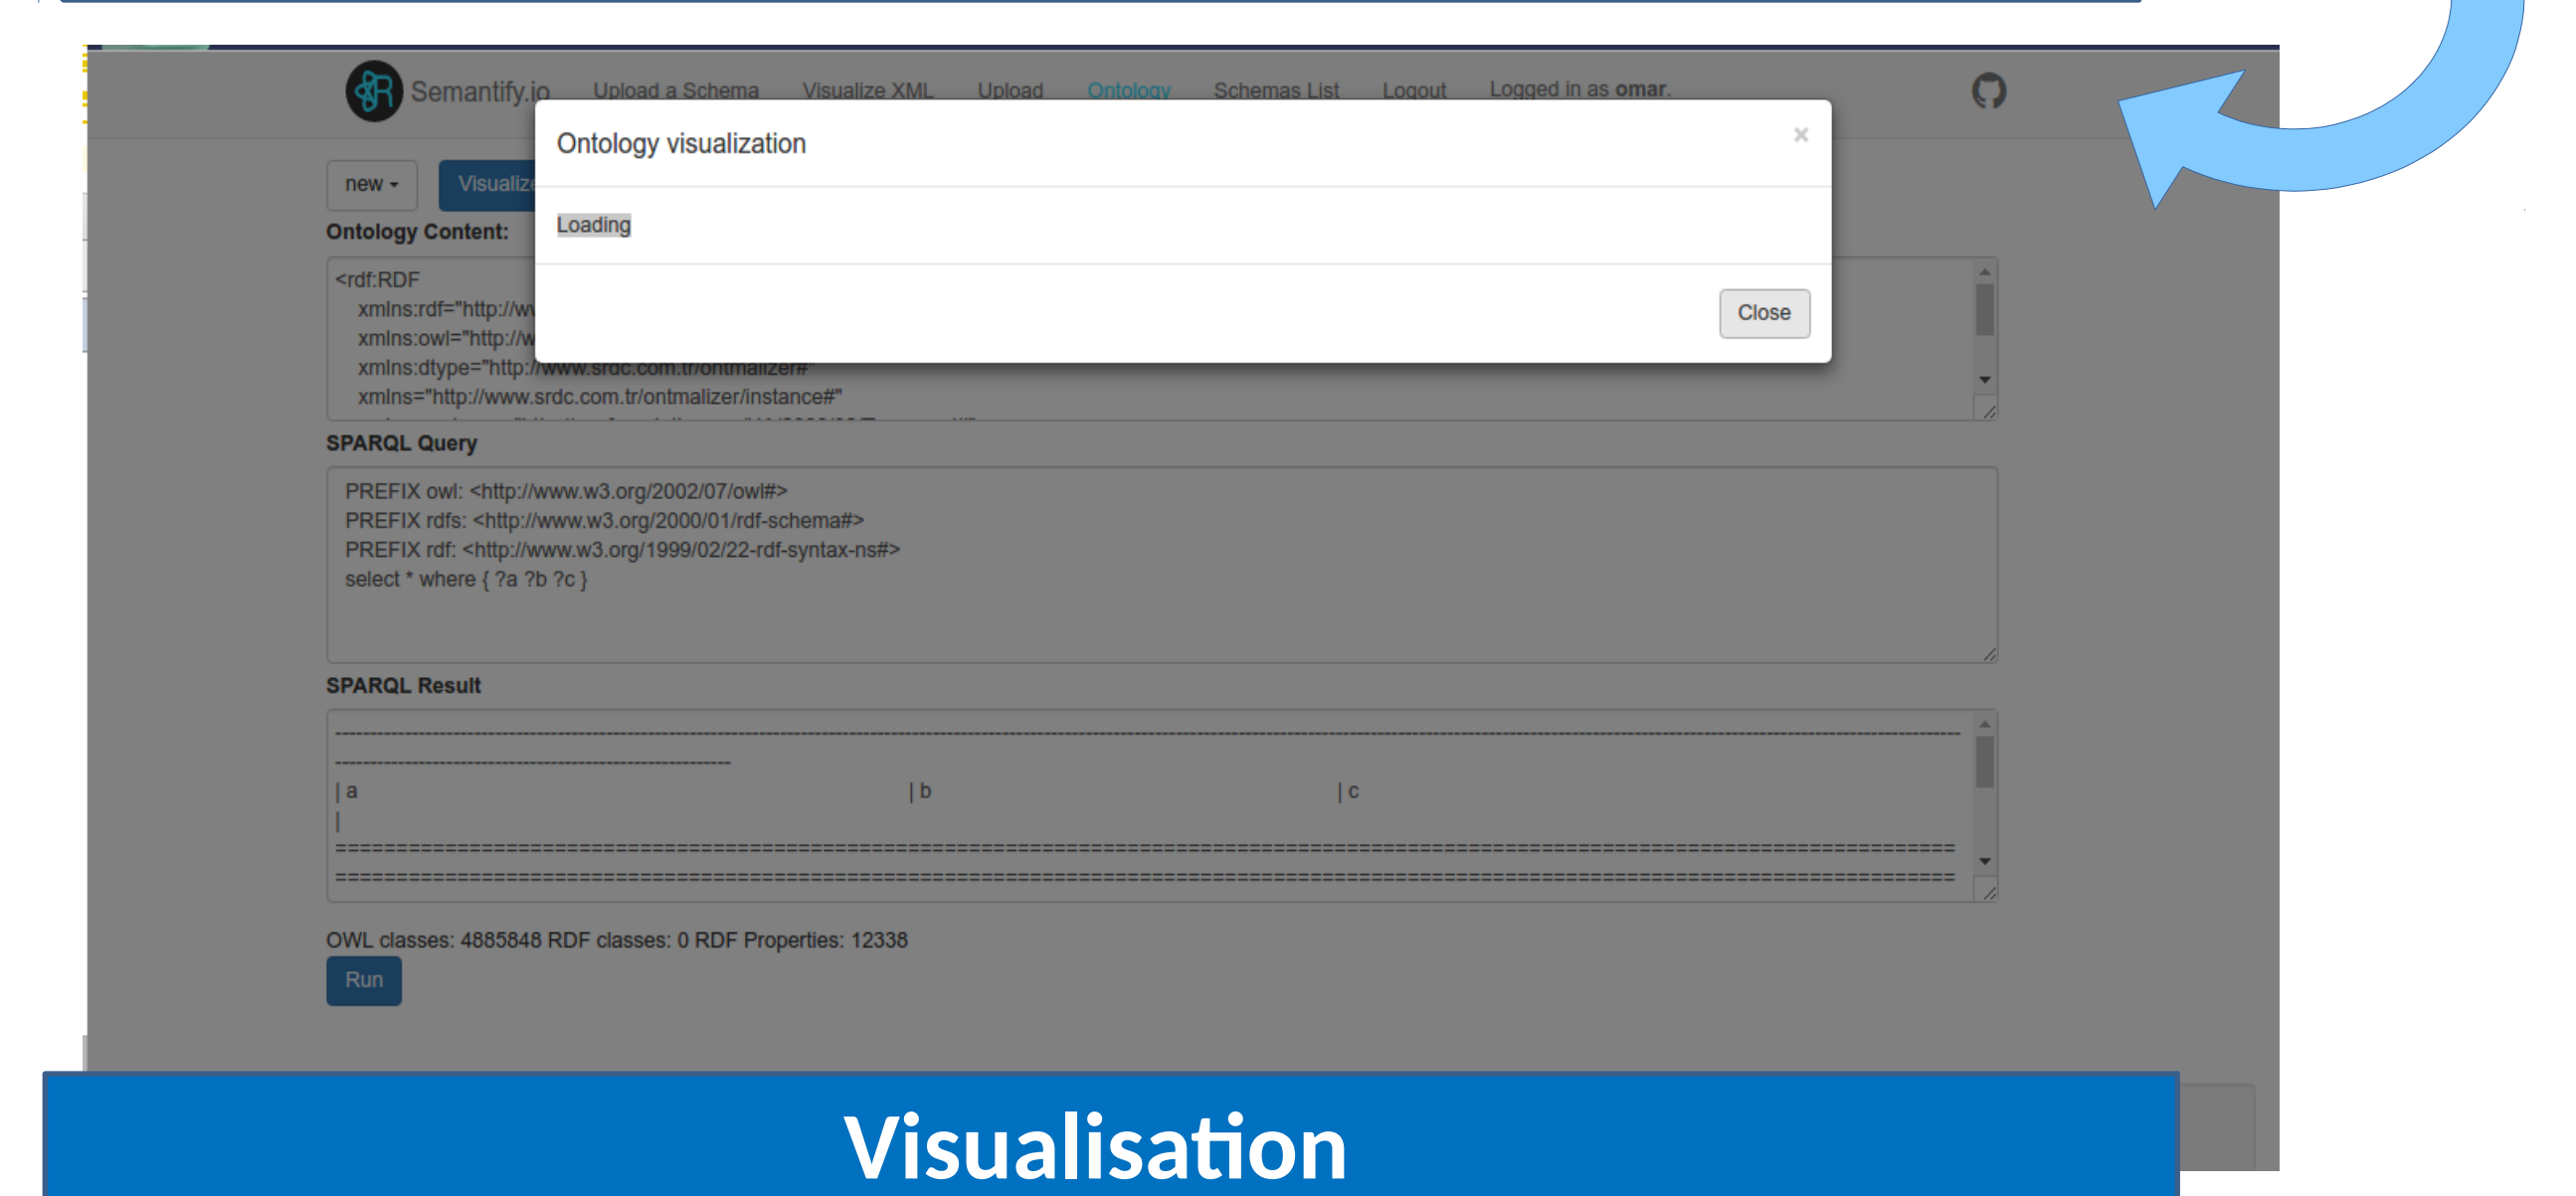 Semantify.io Upload a Schema Visualize XML Upload Ontology Schemas List Logout Logged in as omar.
Ontology visualization ×
new Visualize
Loading
Ontology Content:
<rdf:RDF
xmlns:rdf="http://ww
xmlns:owl="http://w
Close
xmlns:dtype="http://www.srdc.com.tr/ontmalizer#"
xmlns="http://www.srdc.com.tr/ontmalizer/instance#"
SPARQL Query
PREFIX owl: <http://www.w3.org/2002/07/owl#>
PREFIX rdfs: <http://www.w3.org/2000/01/rdf-schema#>
PREFIX rdf: <http://www.w3.org/1999/02/22-rdf-syntax-ns#>
select * where { ?a ?b ?c }
SPARQL Result
| a | b | c
|
OWL classes: 4885848 RDF classes: 0 RDF Properties: 12338
Run
Visualisation